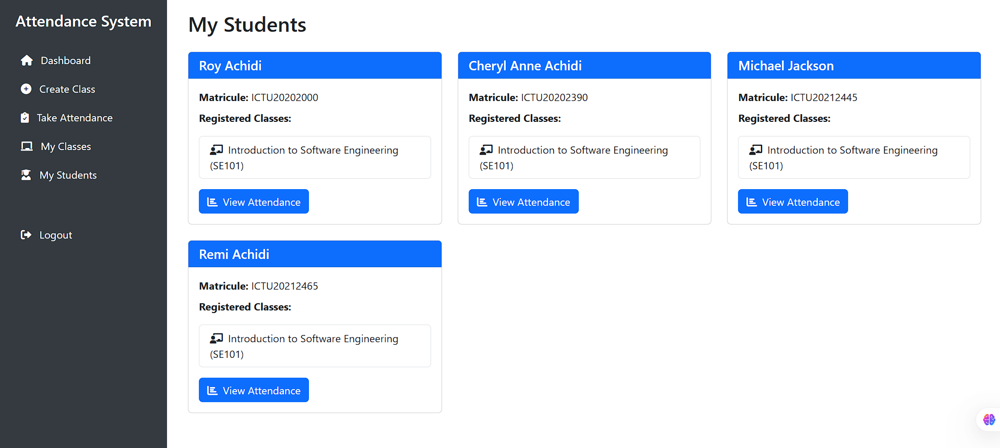 Attendance System
Dashboard
Create Class
Take Attendance
My Classes
My Students
Logout
My Students
Roy Achidi
Matricule: ICTU20202000
Registered Classes:
Introduction to Software Engineering
(SE101)
View Attendance
Cheryl Anne Achidi
Matricule: ICTU20202390
Registered Classes:
Introduction to Software Engineering
(SE101)
View Attendance
Michael Jackson
Matricule: ICTU20212445
Registered Classes:
Introduction to Software Engineering
(SE101)
View Attendance
Remi Achidi
Matricule: ICTU20212465
Registered Classes:
Introduction to Software Engineering
(SE101)
View Attendance